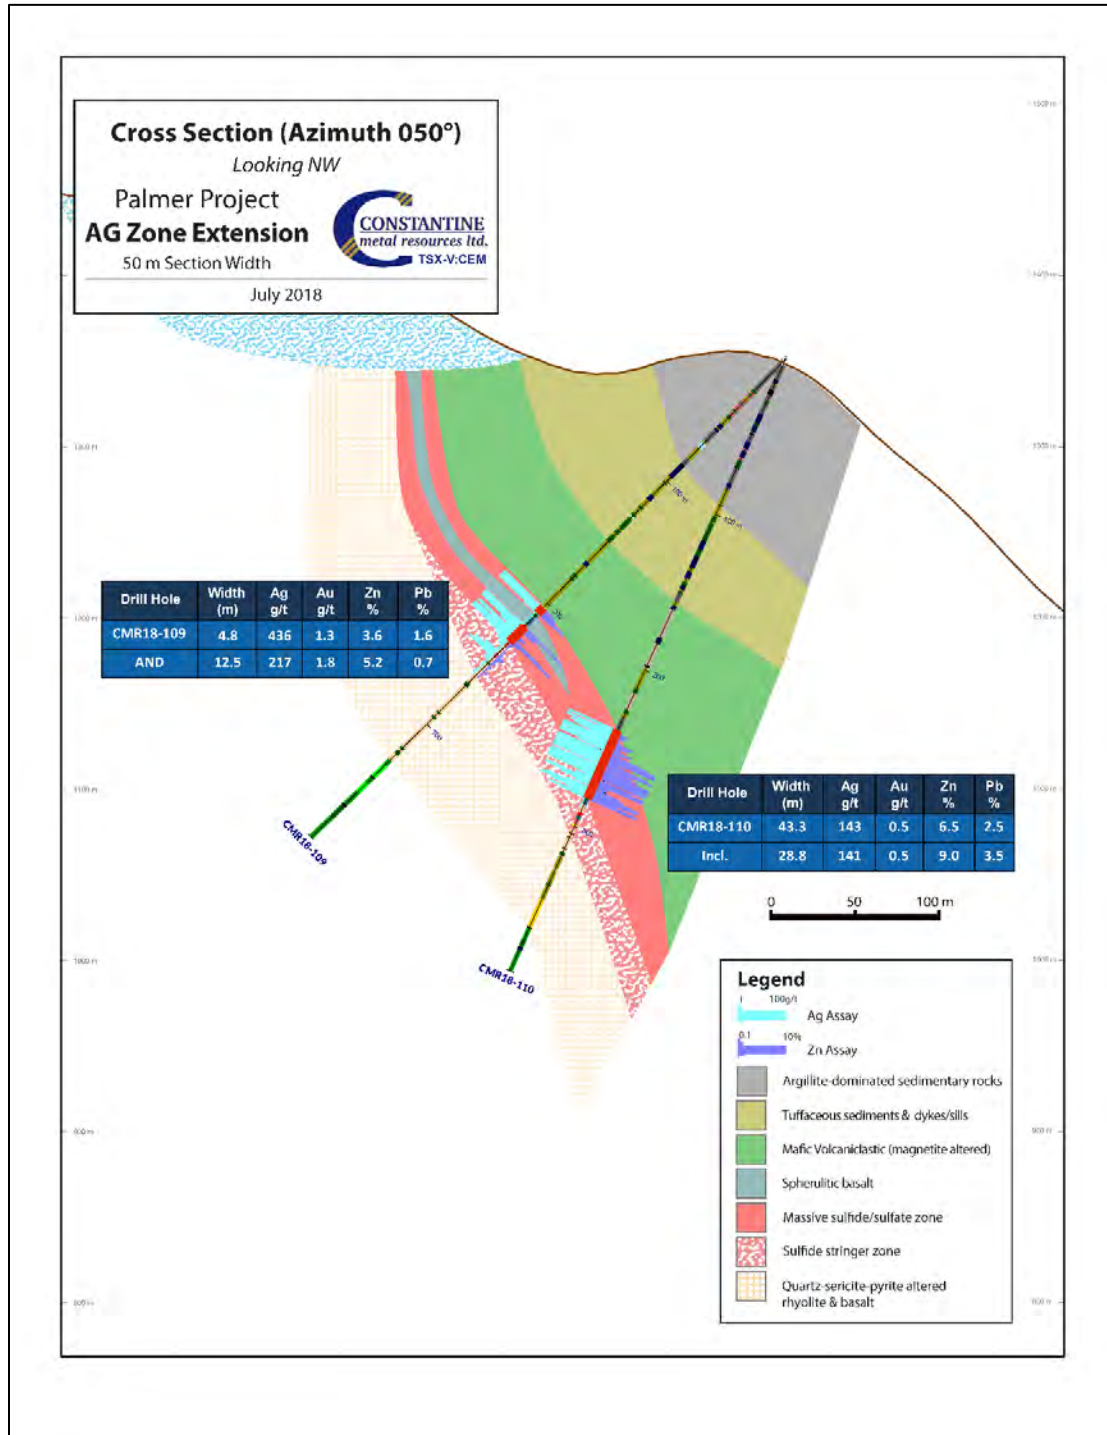 Cross Section (Azimuth 050°)
Looking NW
Palmer Project
AG Zone Extension
50 m Section Width
CONSTANTINE
metal resources ltd.
TSX-V:CEM
July 2018
Drill Hole Width (m) Ag g/t Au g/t Zn % Pb %
CMR18-109 4.8 436 1.3 3.6 1.6
AND 12.5 217 1.8 5.2 0.7
CMR18-109
CMR18-110
Drill Hole Width (m) Ag g/t Au g/t Zn % Pb %
CMR18-110 43.3 143 0.5 6.5 2.5
Incl. 28.8 141 0.5 9.0 3.5
0 50 100 m
Legend
100g/t
Ag Assay
0.1 10%
Zn Assay
Argillite-dominated sedimentary rocks
Tuffaceous sediments & dykes/sills
Mafic Volcaniclastic (magnetite altered)
Spherulitic basalt
Massive sulfide/sulfate zone
Sulfide stringer zone
Quartz-sericite-pyrite altered
rhyolite & basalt